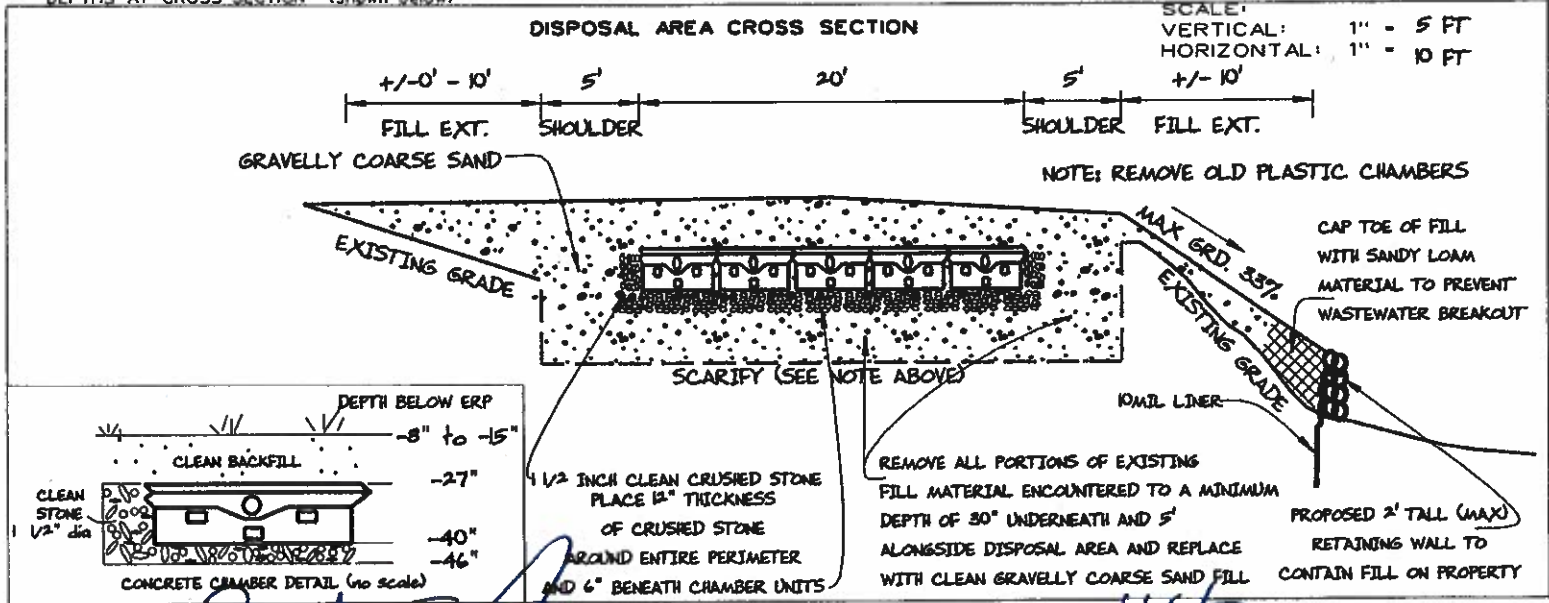 DEPTHS AT CROSS SECTION (SHOWN BELOW)
DISPOSAL AREA CROSS SECTION
SCALE:
VERTICAL: 1" = 5 FT
HORIZONTAL: 1" = 10 FT
+/-0' - 10'
5'
20'
5'
+/- 10'
FILL EXT.
SHOULDER
SHOULDER
FILL EXT.
GRAVELLY COARSE SAND
NOTE: REMOVE OLD PLASTIC CHAMBERS
EXISTING GRADE
MAX GRD. 33%
EXISTING GRADE
CAP TOE OF FILL
WITH SANDY LOAM
MATERIAL TO PREVENT
WASTEWATER BREAKOUT
SCARIFY (SEE NOTE ABOVE)
10MIL LINER
DEPTH BELOW ERP
-8" to -15"
CLEAN BACKFILL
-27"
CLEAN
STONE
1 1/2" dia
-40"
-46"
CONCRETE CHAMBER DETAIL (no scale)
1 1/2 INCH CLEAN CRUSHED STONE
PLACE 12" THICKNESS
OF CRUSHED STONE
AROUND ENTIRE PERIMETER
AND 6" BENEATH CHAMBER UNITS
REMOVE ALL PORTIONS OF EXISTING
FILL MATERIAL ENCOUNTERED TO A MINIMUM
DEPTH OF 30" UNDERNEATH AND 5'
ALONGSIDE DISPOSAL AREA AND REPLACE
WITH CLEAN GRAVELLY COARSE SAND FILL
PROPOSED 2' TALL (MAX)
RETAINING WALL TO
CONTAIN FILL ON PROPERTY